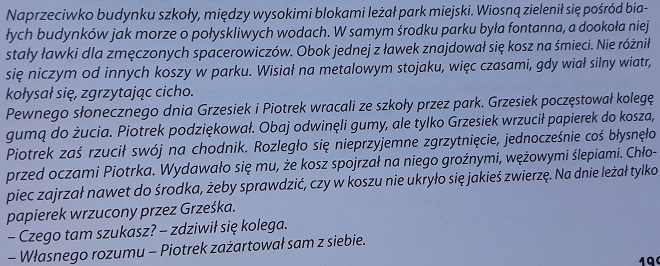 Naprzeciwko budynku szkoły, między wysokimi blokami leżał park miejski. Wiosną zielenił się pośród bia-
łych budynków jak morze o połyskliwych wodach. W samym środku parku była fontanna, a dookoła niej
stały ławki dla zmęczonych spacerowiczów. Obok jednej z ławek znajdował się kosz na śmieci. Nie różnił
się niczym od innych koszy w parku. Wisiał na metalowym stojaku, więc czasami, gdy wiał silny wiatr,
kołysał się, zgrzytając cicho.
Pewnego słonecznego dnia Grzesiek i Piotrek wracali ze szkoły przez park. Grzesiek poczęstował kolegę
gumą do żucia. Piotrek podziękował. Obaj odwinęli gumy, ale tylko Grzesiek wrzucił papierek do kosza,
Piotrek zaś rzucił swój na chodnik. Rozległo się nieprzyjemne zgrzytnięcie, jednocześnie coś błysnęło
przed oczami Piotrka. Wydawało się mu, że kosz spojrzał na niego groźnymi, wężowymi ślepiami. Chło-
piec zajrzał nawet do środka, żeby sprawdzić, czy w koszu nie ukryło się jakieś zwierzę. Na dnie leżał tylko
papierek wrzucony przez Grześka.
– Czego tam szukasz? – zdziwił się kolega.
– Własnego rozumu – Piotrek zażartował sam z siebie.
199